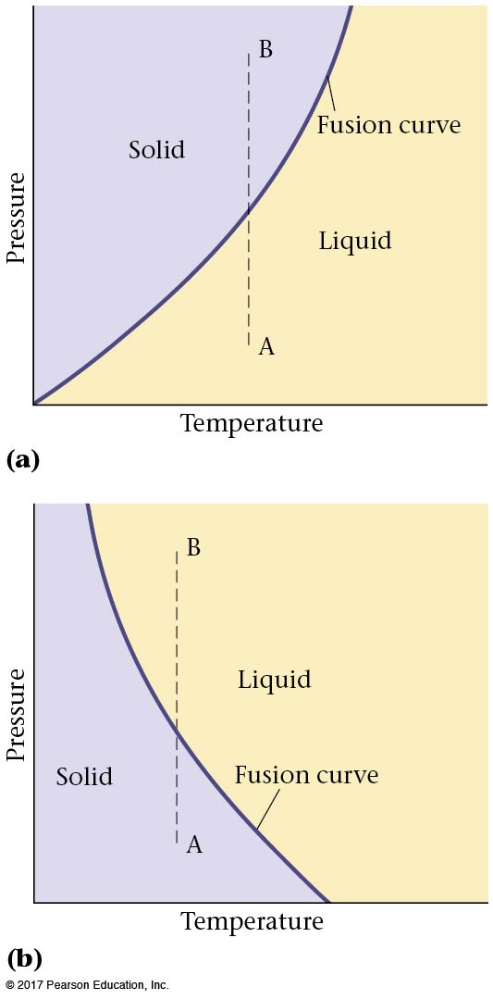 B
Fusion curve
Solid
Pressure
Liquid
A
Temperature
(a)
B
Liquid
Pressure
Solid
Fusion curve
A
Temperature
(b)
© 2017 Pearson Education, Inc.